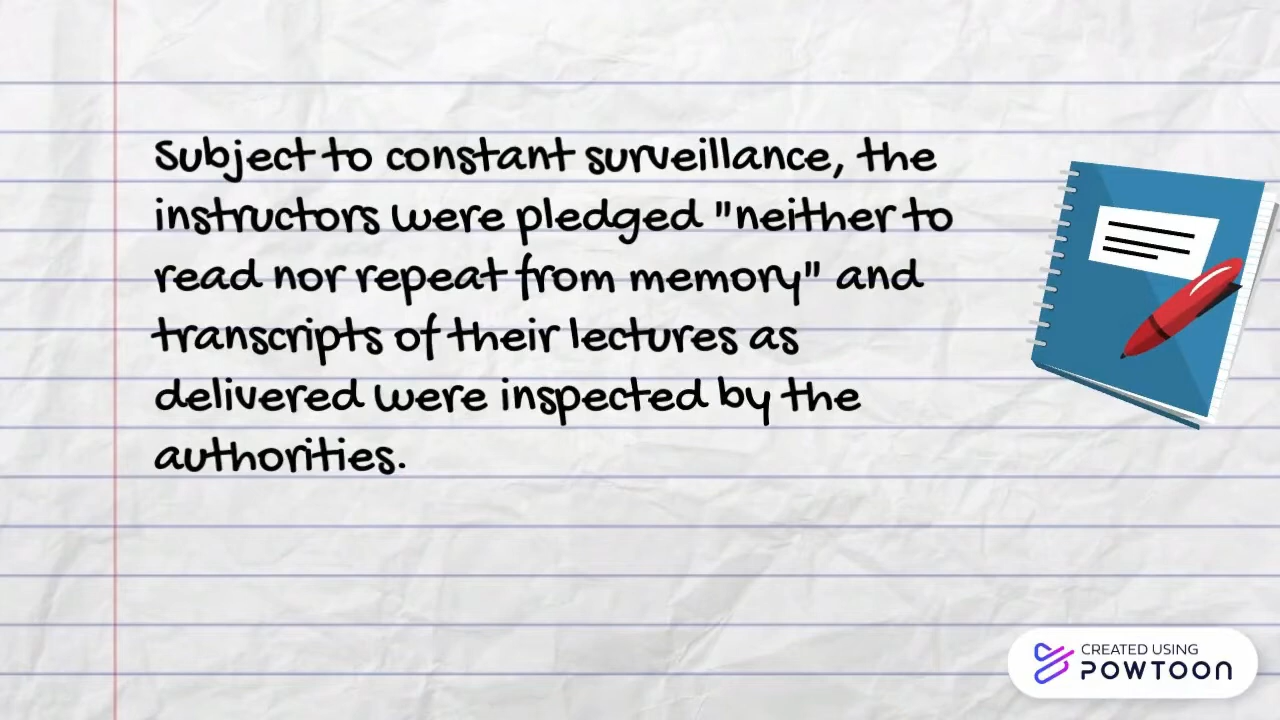 Subject to constant surveillance, the
instructors were pledged "neither to
read nor repeat from memory" and
transcripts of their lectures as
delivered were inspected by the
authorities.
CREATED USING
POWTOON